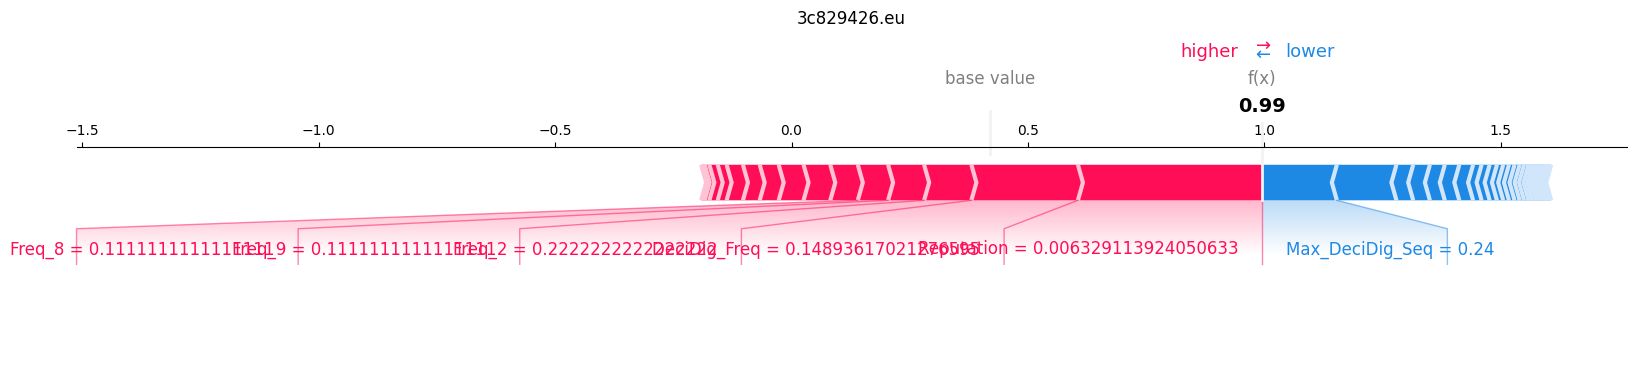 3c829426.eu
higher ⇄ lower
base value f(x)
0.99
−1.5 −1.0 −0.5 0.0 0.5 1.0 1.5
Freq_8 = 0.1111111111111111 Freq_9 = 0.1111111111111111 Freq_2 = 0.2222222222222222 DeciDig_Freq = 0.14893617021276595 Reputation = 0.006329113924050633 Max_DeciDig_Seq = 0.24